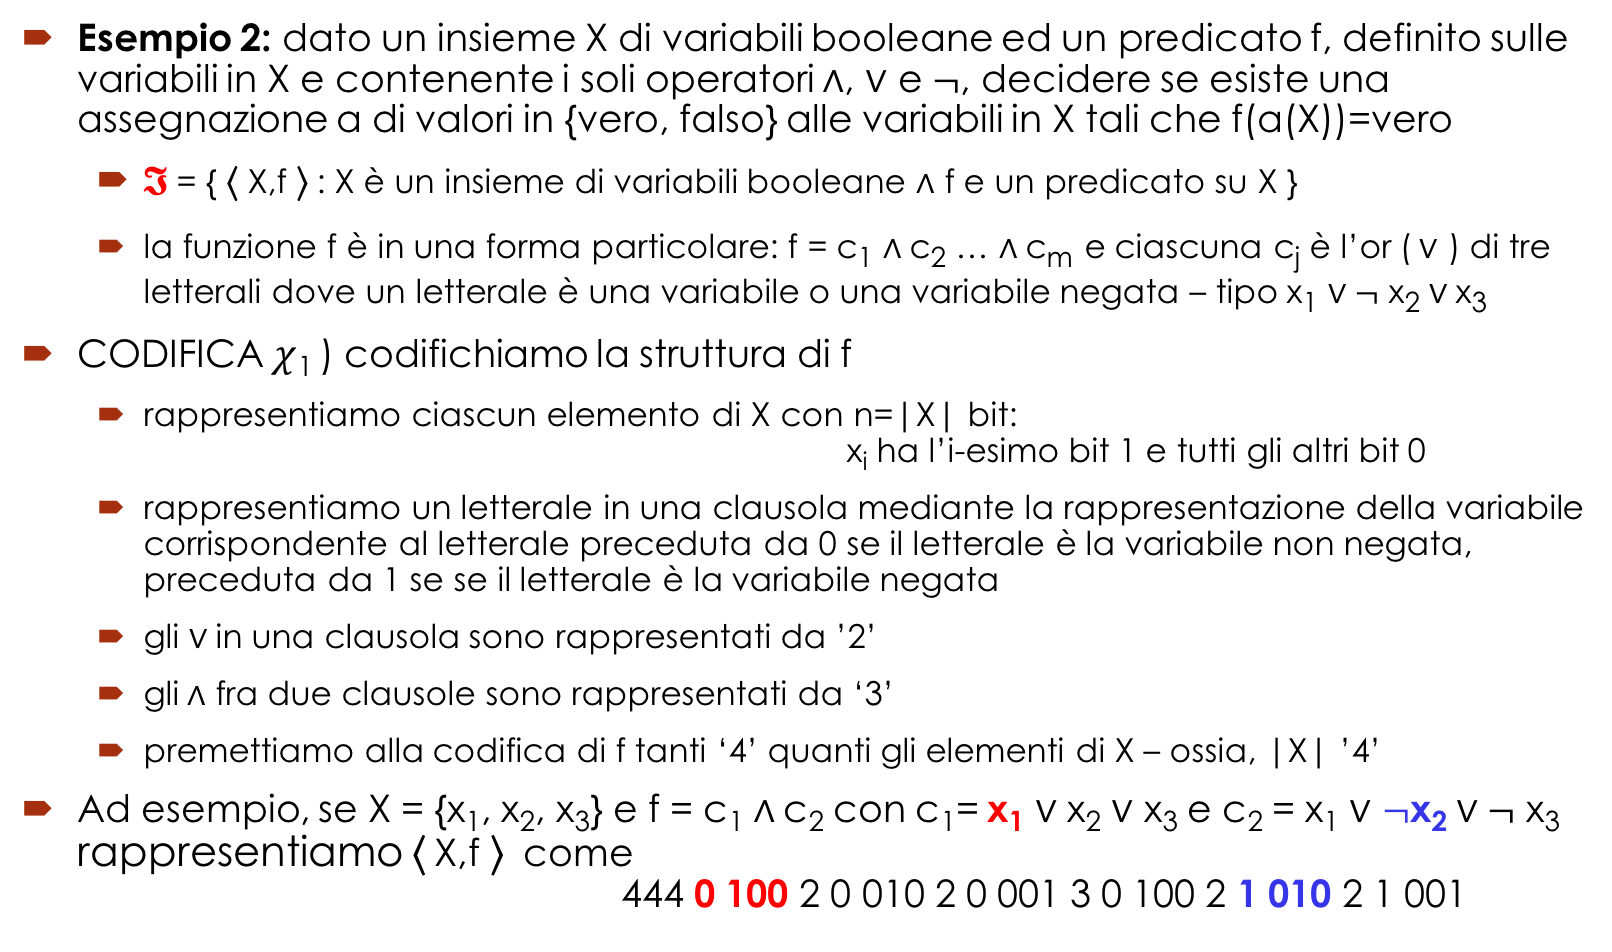 Esempio 2: dato un insieme X di variabili booleane ed un predicato f, definito sulle
variabili in X e contenente i soli operatori ∧, ∨ e ¬, decidere se esiste una
assegnazione a di valori in {vero, falso} alle variabili in X tali che f(a(X))=vero
ℑ = { ⟨ X,f ⟩ : X è un insieme di variabili booleane ∧ f e un predicato su X }
la funzione f è in una forma particolare: f = c₁ ∧ c₂ … ∧ cₘ e ciascuna cⱼ è l’or ( ∨ ) di tre
letterali dove un letterale è una variabile o una variabile negata – tipo x₁ ∨ ¬ x₂ ∨ x₃
CODIFICA 𝜒₁ ) codifichiamo la struttura di f
rappresentiamo ciascun elemento di X con n=|X| bit:
xᵢ ha l’i-esimo bit 1 e tutti gli altri bit 0
rappresentiamo un letterale in una clausola mediante la rappresentazione della variabile
corrispondente al letterale preceduta da 0 se il letterale è la variabile non negata,
preceduta da 1 se se il letterale è la variabile negata
gli ∨ in una clausola sono rappresentati da ’2’
gli ∧ fra due clausole sono rappresentati da ‘3’
premettiamo alla codifica di f tanti ‘4’ quanti gli elementi di X – ossia, |X| ’4’
Ad esempio, se X = {x₁, x₂, x₃} e f = c₁ ∧ c₂ con c₁= x₁ ∨ x₂ ∨ x₃ e c₂ = x₁ ∨ ¬x₂ ∨ ¬ x₃
rappresentiamo ⟨ X,f ⟩ come
444 0 100 2 0 010 2 0 001 3 0 100 2 1 010 2 1 001